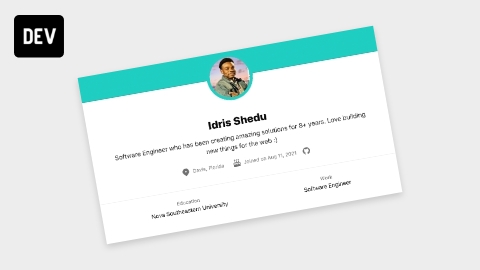 DEV
Idris Shedu
Software Engineer who has been creating amazing solutions for 8+ years. Love building
new things for the web :)
Davie, Florida
Joined on Aug 11, 2021
Education
Nova Southeastern University
Work
Software Engineer